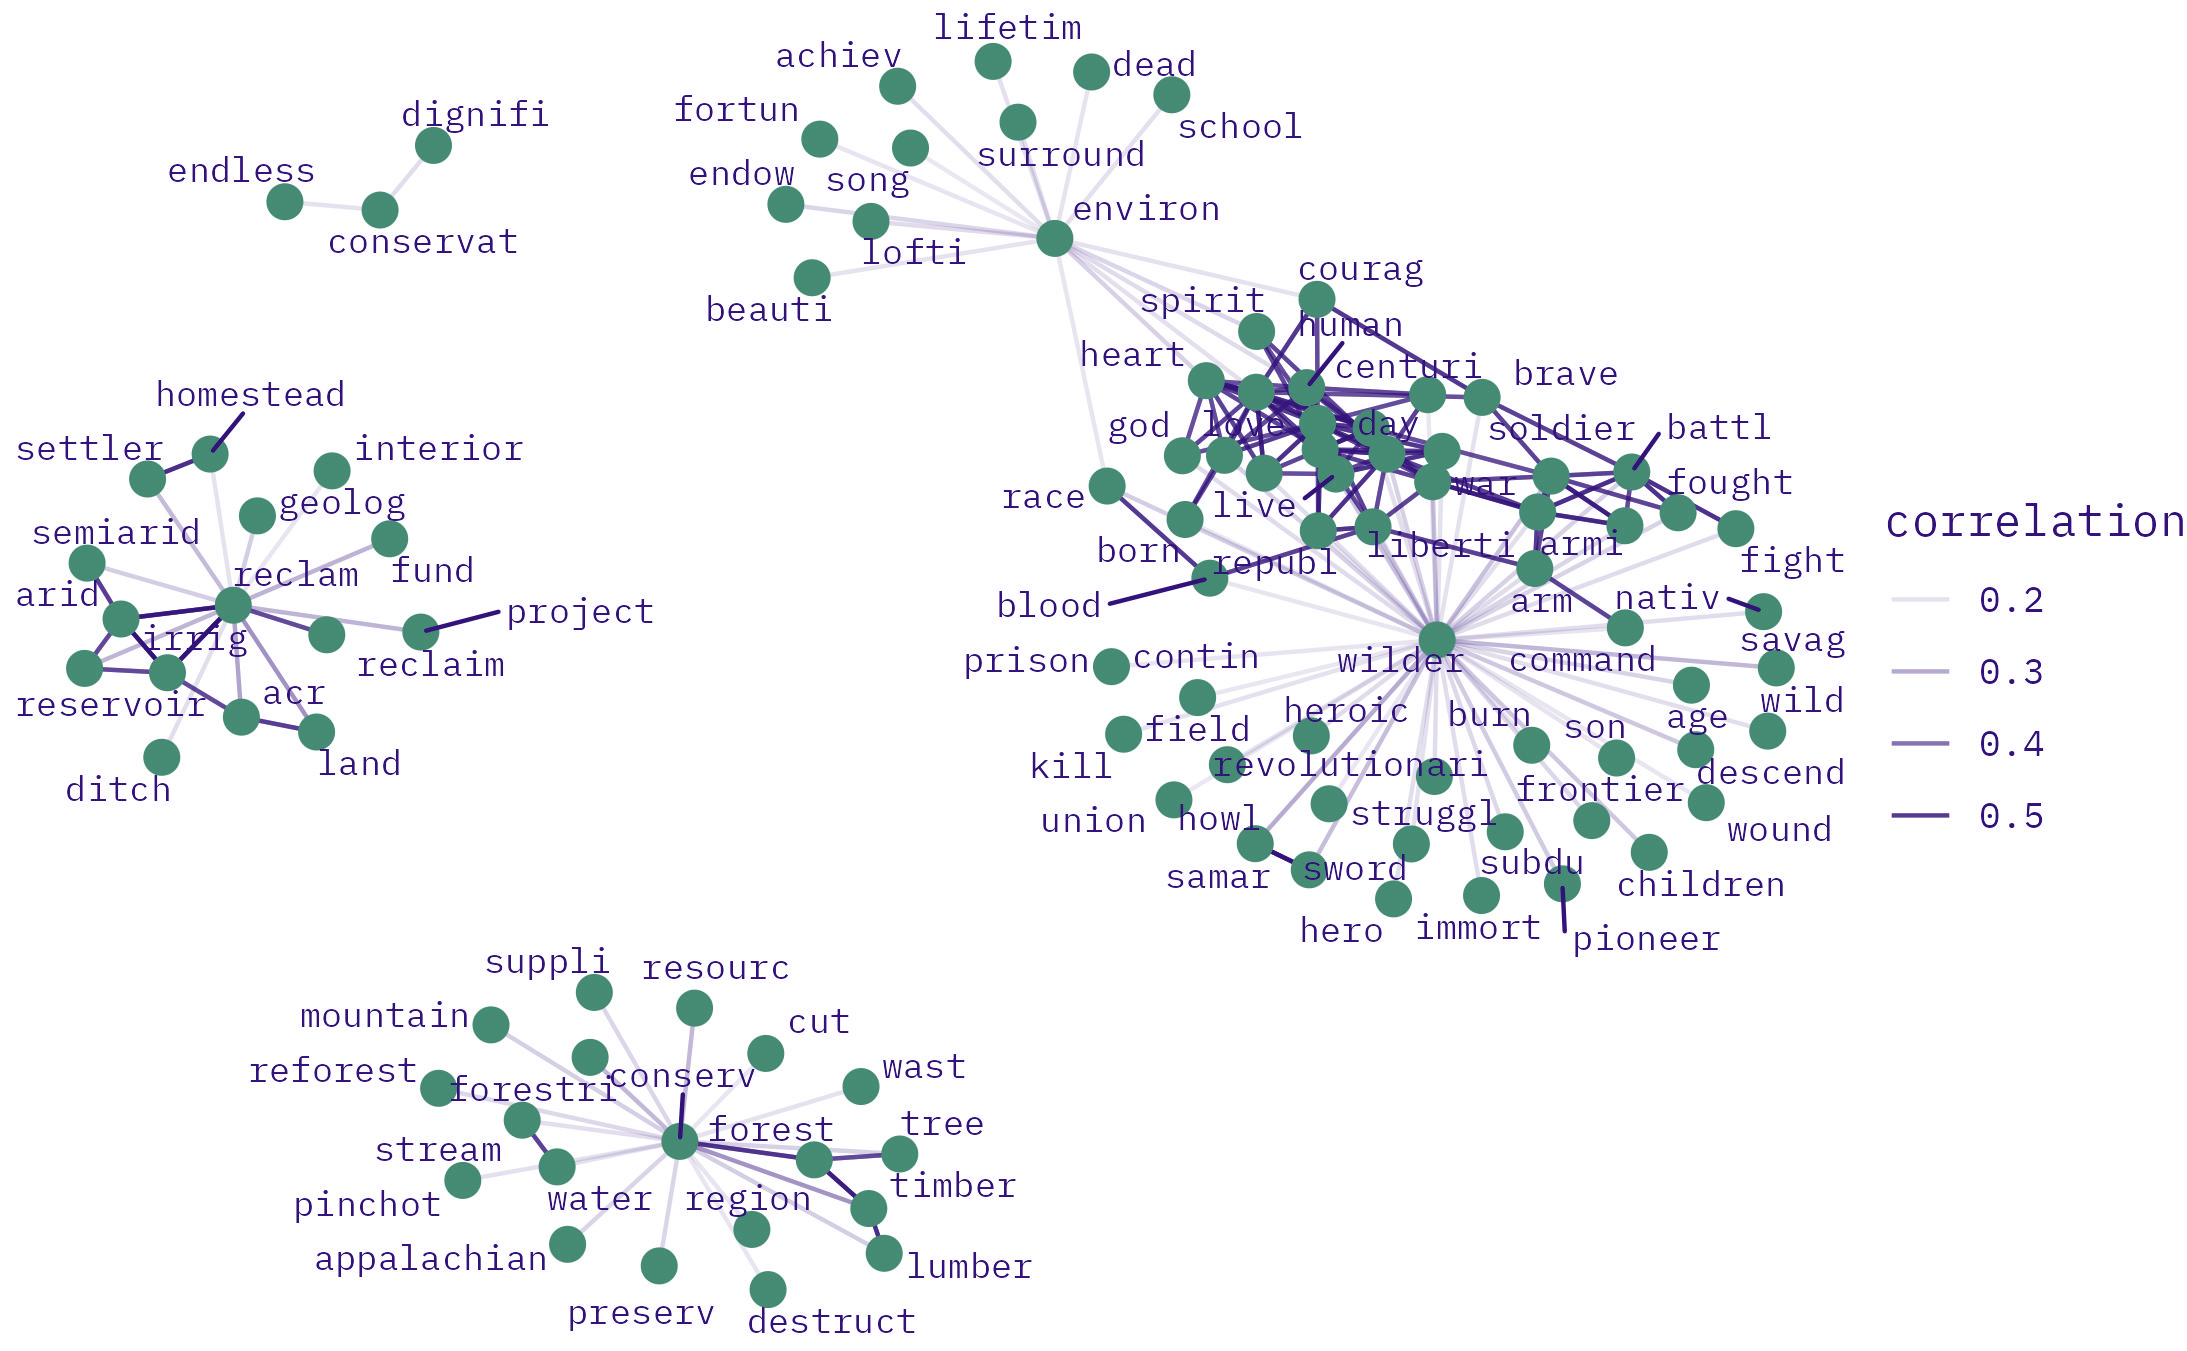 lifetim
achiev
dead
fortun
dignifi
school
surround
endless
endow
song
environ
conservat
lofti
courag
spirit
beauti
human
heart
centuri
brave
homestead
god
love
day
soldier
battl
settler
interior
race
live
war
fought
geolog
correlation
semiarid
born
republ
liberti
armi
fight
reclam
fund
arid
blood
arm
nativ
0.2
project
irrig
savag
prison
contin
wilder
command
reclaim
0.3
reservoir
acr
heroic
burn
son
age
wild
field
kill
revolutionari
descend
0.4
land
frontier
ditch
union
howl
struggl
wound
0.5
samar
sword
subdu
children
hero
immort
pioneer
suppli
resourc
mountain
cut
reforest
forestri
conserv
wast
stream
forest
tree
pinchot
water
region
timber
appalachian
lumber
preserv
destruct